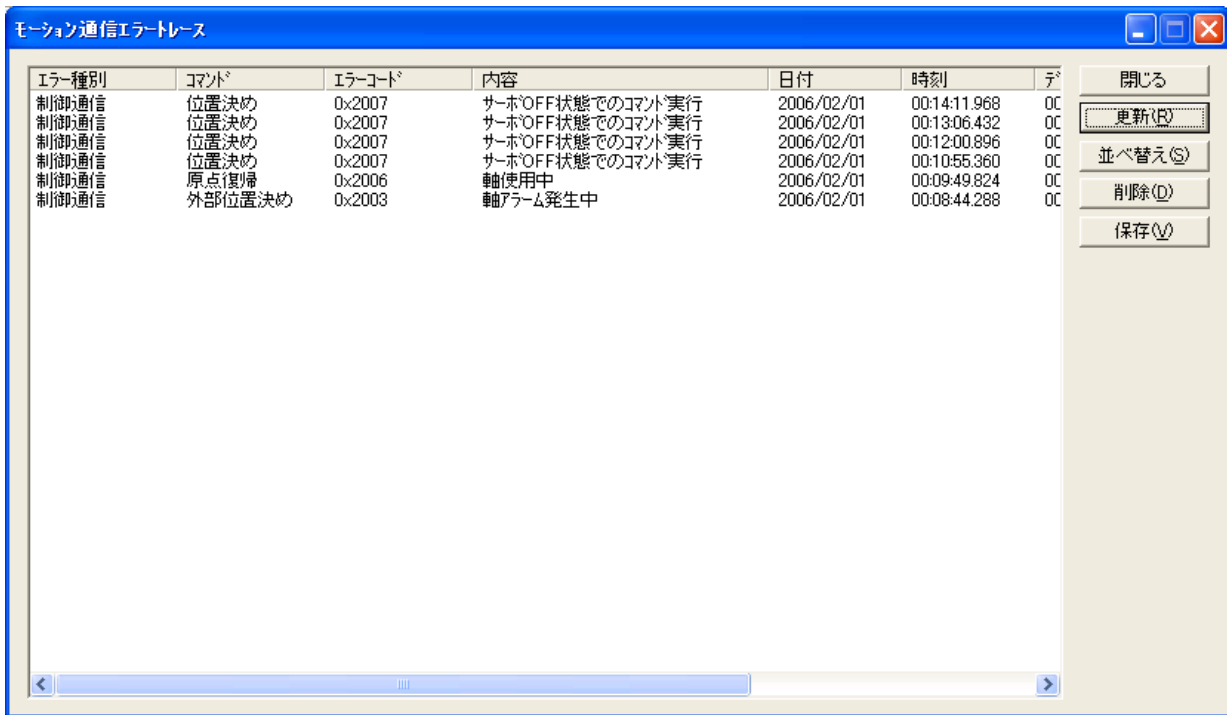 モーション通信エラートレース
エラー種別 コマンド エラーコード 内容 日付 時刻 デ
制御通信 位置決め 0x2007 サーボOFF状態でのコマンド実行 2006/02/01 00:14:11.968 00
制御通信 位置決め 0x2007 サーボOFF状態でのコマンド実行 2006/02/01 00:13:06.432 00
制御通信 位置決め 0x2007 サーボOFF状態でのコマンド実行 2006/02/01 00:12:00.896 00
制御通信 位置決め 0x2007 サーボOFF状態でのコマンド実行 2006/02/01 00:10:55.360 00
制御通信 原点復帰 0x2006 軸使用中 2006/02/01 00:09:49.824 00
制御通信 外部位置決め 0x2003 軸アラーム発生中 2006/02/01 00:08:44.288 00
閉じる
更新(R)
並べ替え(S)
削除(D)
保存(V)